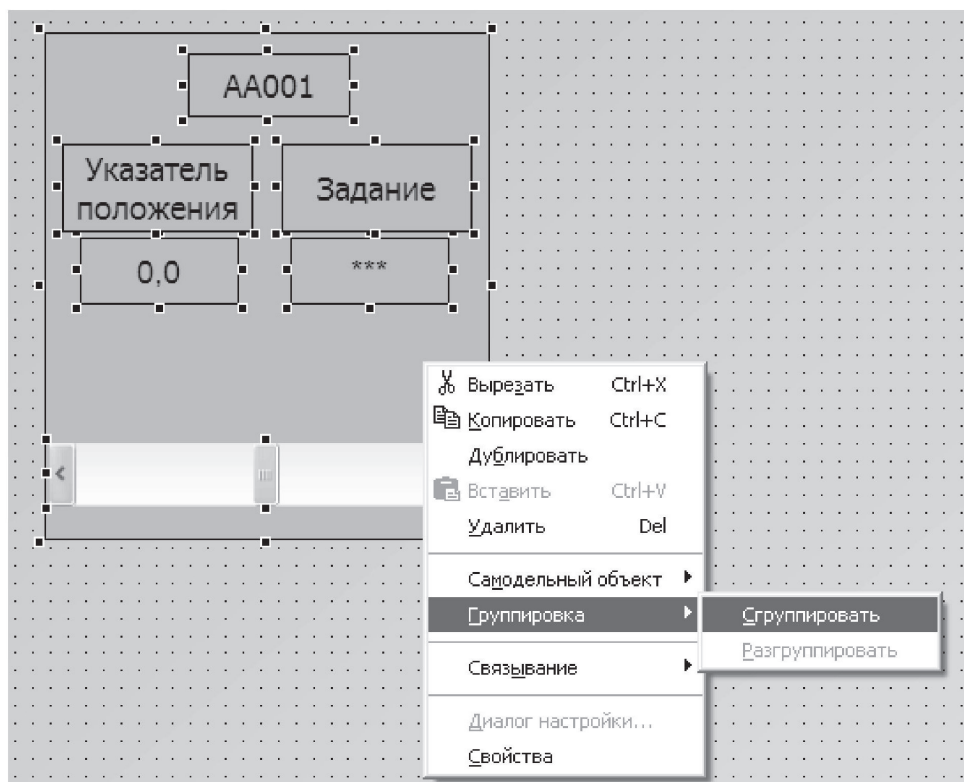 AA001
Указатель
положения
Задание
0,0
***
Вырезать Ctrl+X
Копировать Ctrl+C
Дублировать
Вставить Ctrl+V
Удалить Del
Самодельный объект
Группировка
Сгруппировать
Разгруппировать
Связывание
Диалог настройки...
Свойства